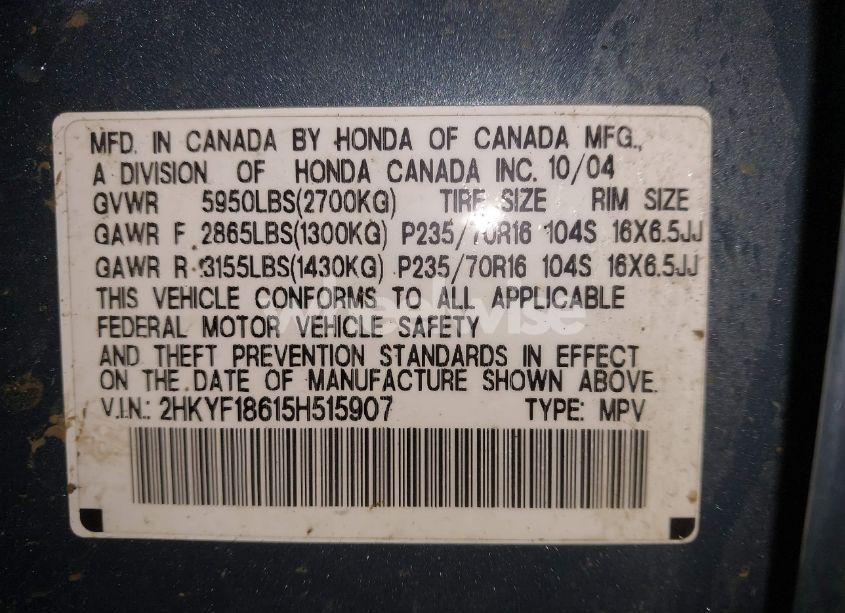 MFD. IN CANADA BY HONDA OF CANADA MFG.,
A DIVISION OF HONDA CANADA INC. 10/04
GVWR 5950LBS(2700KG) TIRE SIZE RIM SIZE
GAWR F 2865LBS(1300KG) P235/70R16 104S 16X6.5JJ
GAWR R 3155LBS(1430KG) P235/70R16 104S 16X6.5JJ
THIS VEHICLE CONFORMS TO ALL APPLICABLE
FEDERAL MOTOR VEHICLE SAFETY
AND THEFT PREVENTION STANDARDS IN EFFECT
ON THE DATE OF MANUFACTURE SHOWN ABOVE.
V.I.N.: 2HKYF18615H515907 TYPE: MPV